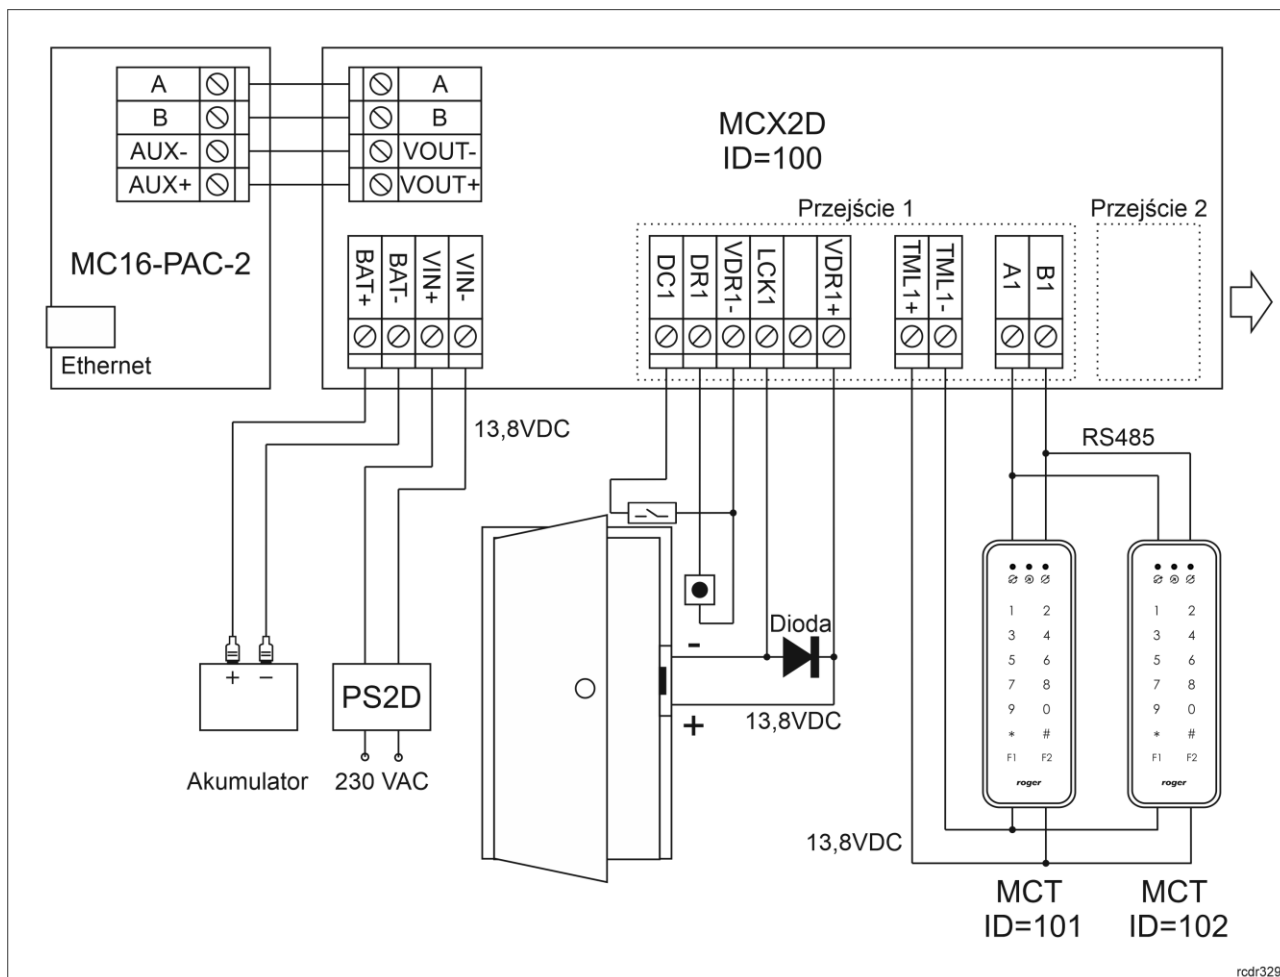 A
B
AUX-
AUX+
A
B
VOUT-
VOUT+
MCX2D
ID=100
MC16-PAC-2
Ethernet
BAT+
BAT-
VIN+
VIN-
Przejście 1
Przejście 2
DC1
DR1
VDR1-
LCK1
VDR1+
TML1+
TML1-
A1
B1
13,8VDC
RS485
Dioda
-
+
13,8VDC
+ −
Akumulator
PS2D
230 VAC
1 2
3 4
5 6
7 8
9 0
* #
F1 F2
roger
1 2
3 4
5 6
7 8
9 0
* #
F1 F2
roger
13,8VDC
MCT
ID=101
MCT
ID=102
rcdr329